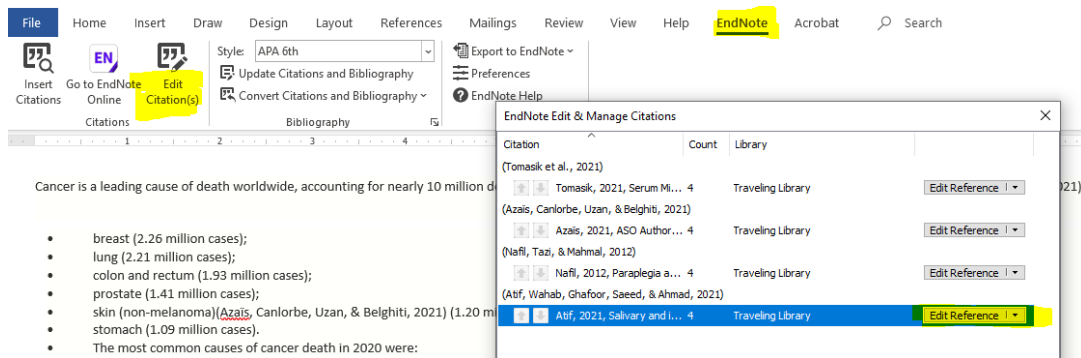 File Home Insert Draw Design Layout References Mailings Review View Help EndNote Acrobat Search
Insert Citations
Go to EndNote Online
Edit Citation(s)
Citations
Style: APA 6th
Update Citations and Bibliography
Convert Citations and Bibliography
Bibliography
Export to EndNote
Preferences
EndNote Help
1 2 3 4
Cancer is a leading cause of death worldwide, accounting for nearly 10 million d
021)
• breast (2.26 million cases);
• lung (2.21 million cases);
• colon and rectum (1.93 million cases);
• prostate (1.41 million cases);
• skin (non-melanoma)(Azaïs, Canlorbe, Uzan, & Belghiti, 2021) (1.20 mi
• stomach (1.09 million cases).
• The most common causes of cancer death in 2020 were:
EndNote Edit & Manage Citations
Citation Count Library
(Tomasik et al., 2021)
Tomasik, 2021, Serum Mi... 4 Traveling Library Edit Reference
(Azaïs, Canlorbe, Uzan, & Belghiti, 2021)
Azaïs, 2021, ASO Author... 4 Traveling Library Edit Reference
(Nafil, Tazi, & Mahmal, 2012)
Nafil, 2012, Paraplegia a... 4 Traveling Library Edit Reference
(Atif, Wahab, Ghafoor, Saeed, & Ahmad, 2021)
Atif, 2021, Salivary and i... 4 Traveling Library Edit Reference